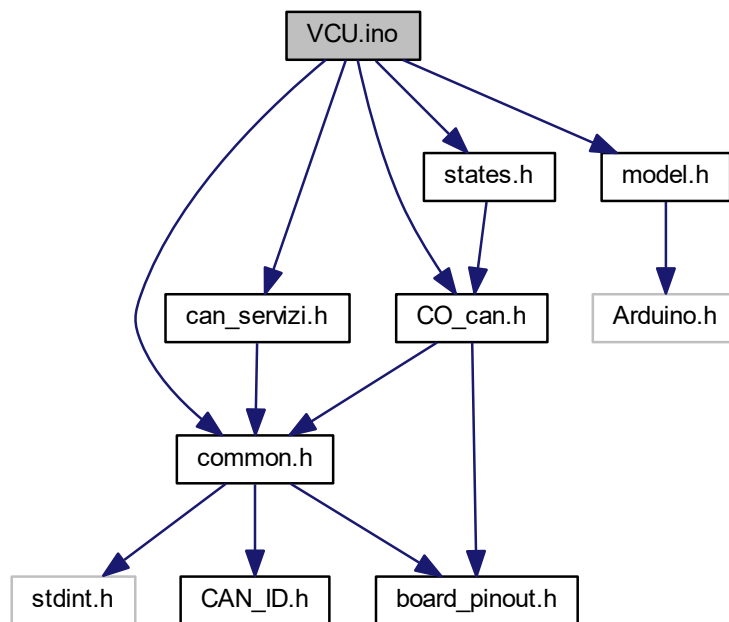 VCU.ino
states.h
model.h
can_servizi.h
CO_can.h
Arduino.h
common.h
stdint.h
CAN_ID.h
board_pinout.h